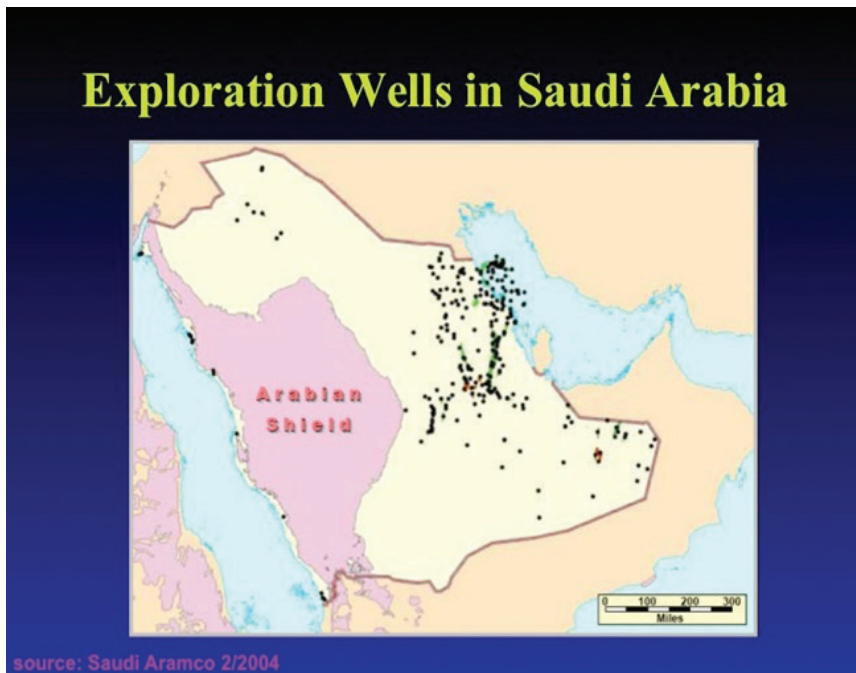 Exploration Wells in Saudi Arabia
Arabian
Shield
0 100 200 300
Miles
source: Saudi Aramco 2/2004